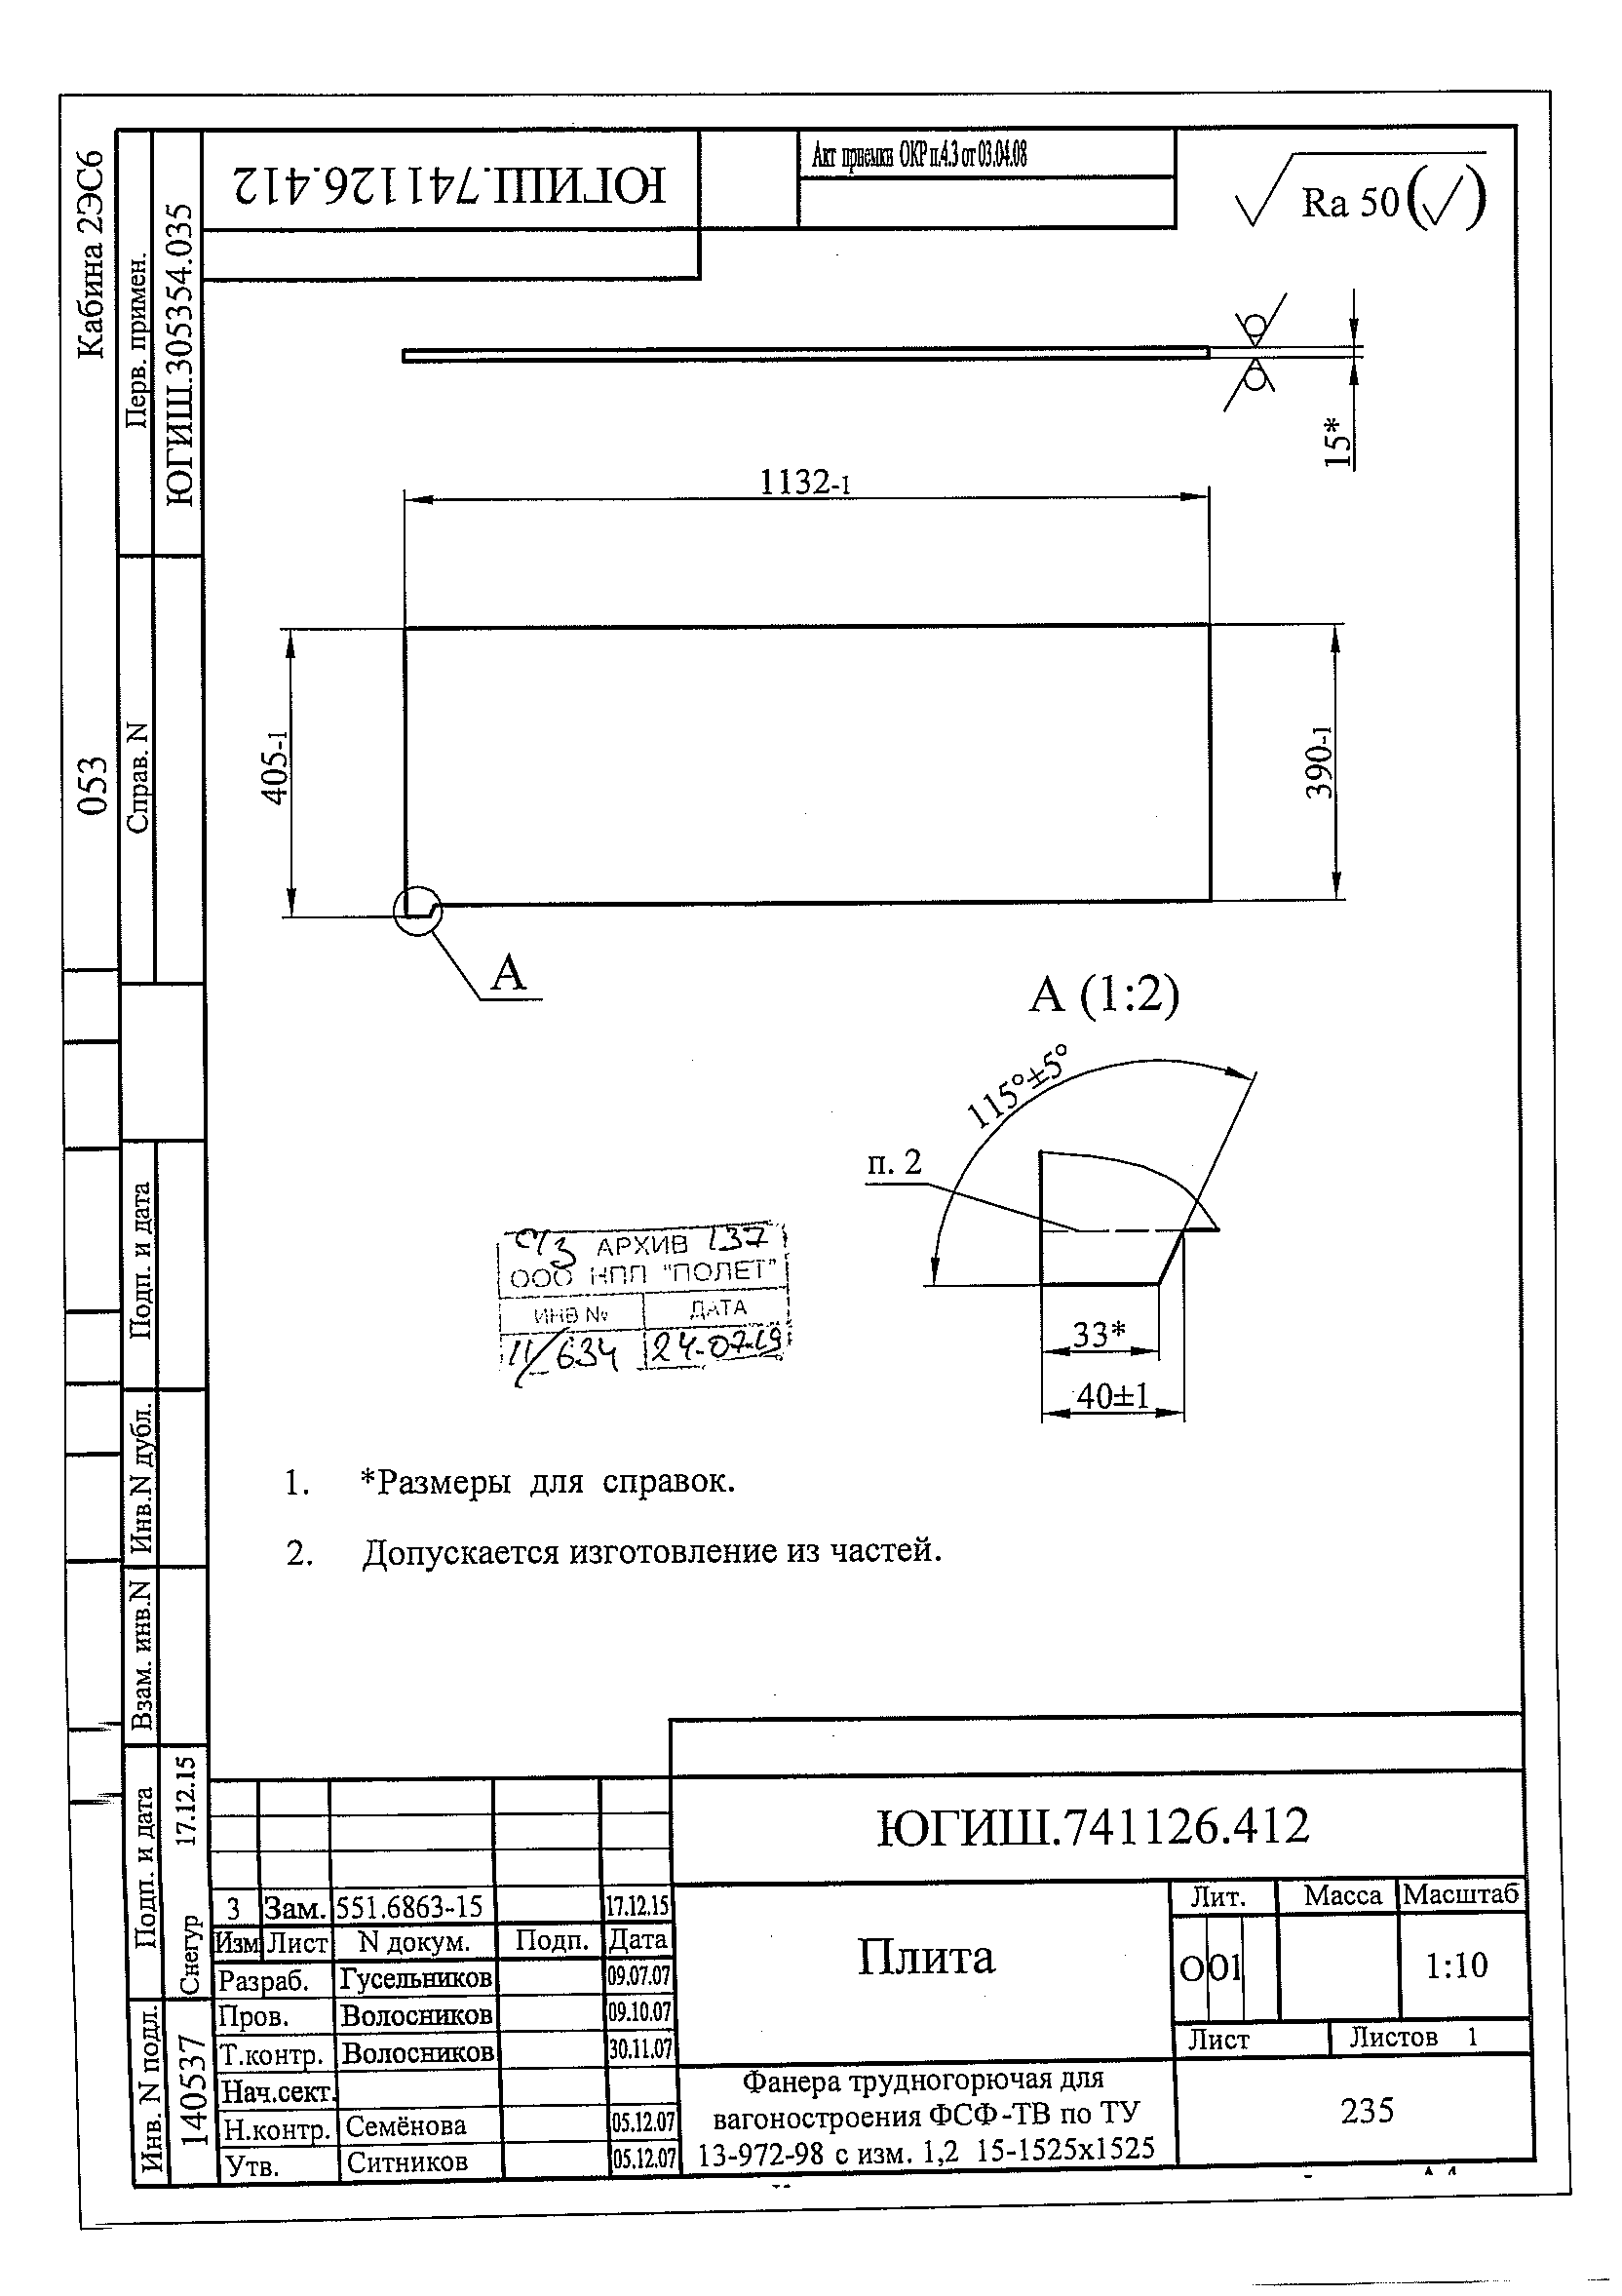 Кабина 2ЭС6
053
Перв. примен.
ЮГИШ.305354.035
Справ. N
Подп. и дата
Инв.N дубл.
Взам. инв.N
Подп. и дата
Снегур 17.12.15
Инв. N подл.
140537
ЮГИШ.741126.412
Акт приемки ОКР п.4.3 от 03.04.08
Ra 50 (√)
15*
1132-1
405-1
390-1
А
А (1:2)
115°±5°
п. 2
33*
40±1
АРХИВ 137
ООО НПП "ПОЛЕТ"
ИНВ № ДАТА
11/634 24-07-19
1. *Размеры для справок.
2. Допускается изготовление из частей.
ЮГИШ.741126.412
3 Зам. 551.6863-15 17.12.15
Изм Лист N докум. Подп. Дата
Разраб. Гусельников 09.07.07
Пров. Волосников 09.10.07
Т.контр. Волосников 30.11.07
Нач.сект.
Н.контр. Семёнова 05.12.07
Утв. Ситников 05.12.07
Плита
Лит. Масса Масштаб
О О1 1:10
Лист Листов 1
Фанера трудногорючая для
вагоностроения ФСФ-ТВ по ТУ
13-972-98 с изм. 1,2 15-1525х1525
235